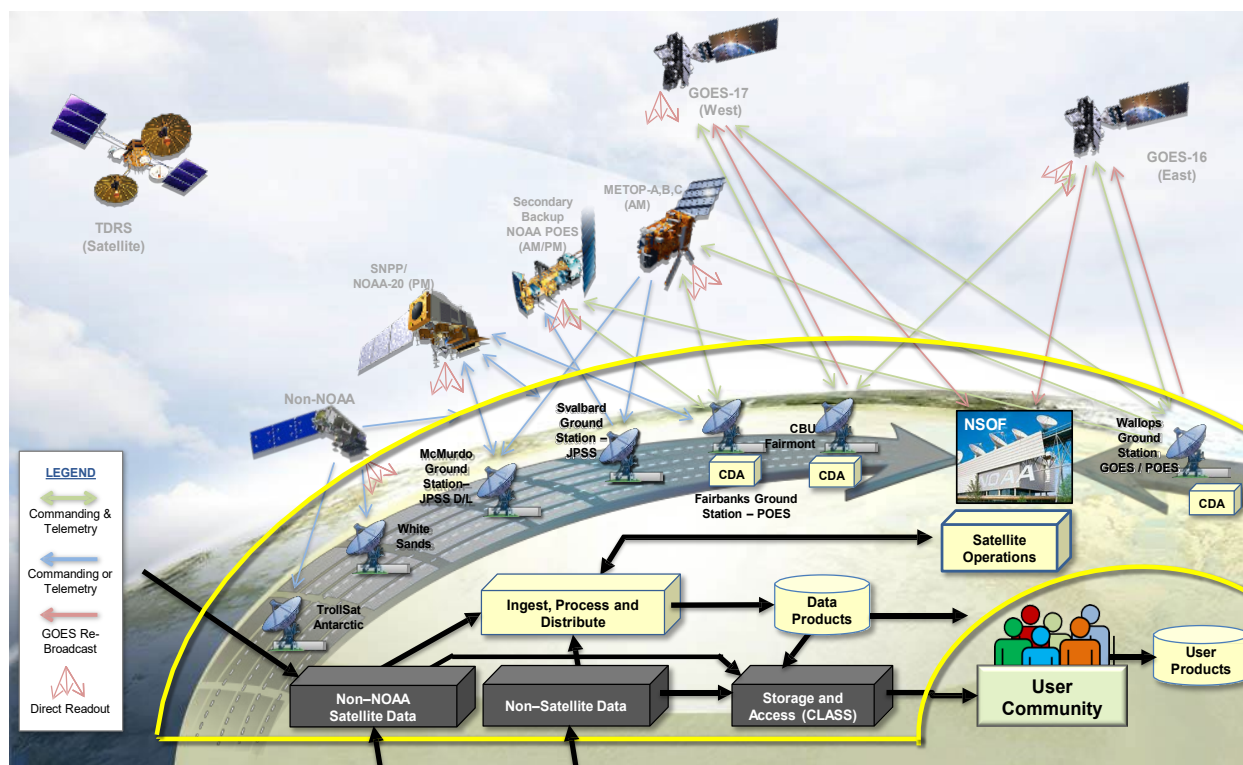 GOES-17
(West)
GOES-16
(East)
TDRS
(Satellite)
METOP-A,B,C
(AM)
Secondary
Backup
NOAA POES
(AM/PM)
SNPP/
NOAA-20 (PM)
Non-NOAA
Svalbard
Ground
Station –
JPSS
McMurdo
Ground
Station–
JPSS D/L
White
Sands
TrollSat
Antarctic
CBU
Fairmont
CDA
CDA
Fairbanks Ground
Station – POES
NSOF
NOAA
Wallops
Ground
Station
GOES / POES
CDA
LEGEND
Commanding &
Telemetry
Commanding or
Telemetry
GOES Re-
Broadcast
Direct Readout
Satellite
Operations
Ingest, Process and
Distribute
Data
Products
Non–NOAA
Satellite Data
Non–Satellite Data
Storage and
Access (CLASS)
User
Community
User
Products